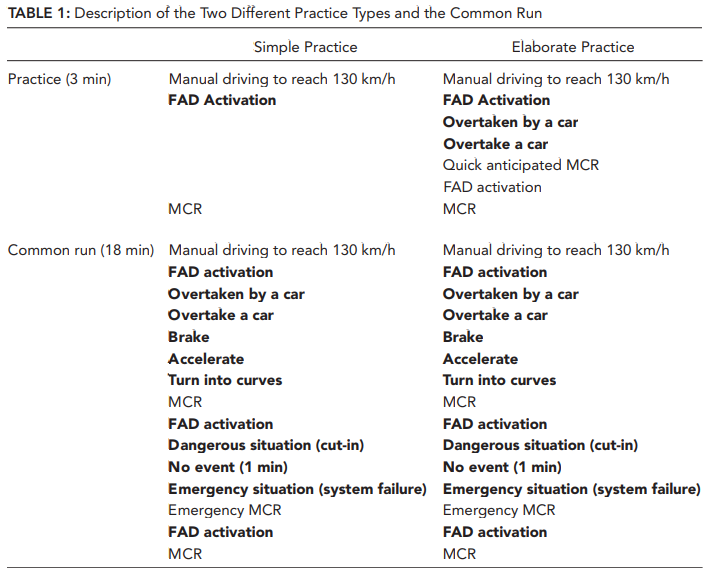 TABLE 1: Description of the Two Different Practice Types and the Common Run
Simple Practice Elaborate Practice
Practice (3 min) Manual driving to reach 130 km/h Manual driving to reach 130 km/h
FAD Activation FAD Activation
Overtaken by a car
Overtake a car
Quick anticipated MCR
FAD activation
MCR MCR
Common run (18 min) Manual driving to reach 130 km/h Manual driving to reach 130 km/h
FAD activation FAD activation
Overtaken by a car Overtaken by a car
Overtake a car Overtake a car
Brake Brake
Accelerate Accelerate
Turn into curves Turn into curves
MCR MCR
FAD activation FAD activation
Dangerous situation (cut-in) Dangerous situation (cut-in)
No event (1 min) No event (1 min)
Emergency situation (system failure) Emergency situation (system failure)
Emergency MCR Emergency MCR
FAD activation FAD activation
MCR MCR